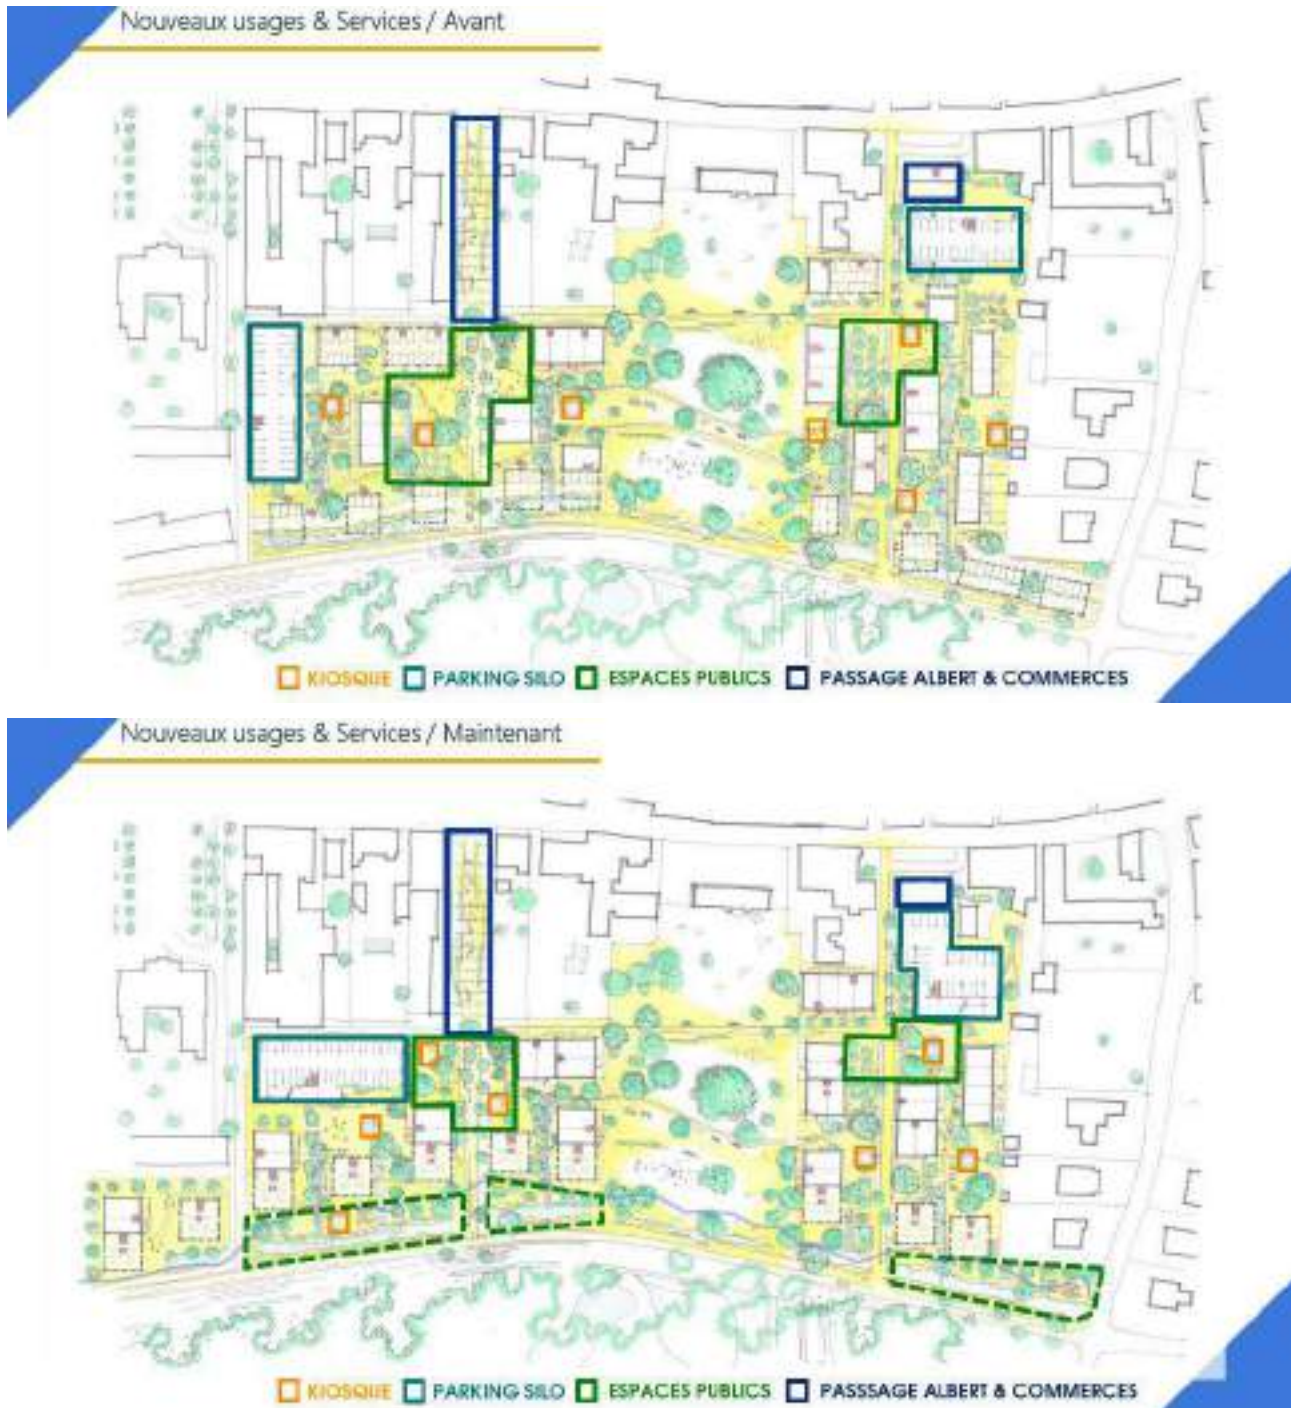 Nouveaux usages & Services / Avant
KIOSQUE PARKING SILO ESPACES PUBLICS PASSAGE ALBERT & COMMERCES
Nouveaux usages & Services / Maintenant
KIOSQUE PARKING SILO ESPACES PUBLICS PASSSAGE ALBERT & COMMERCES